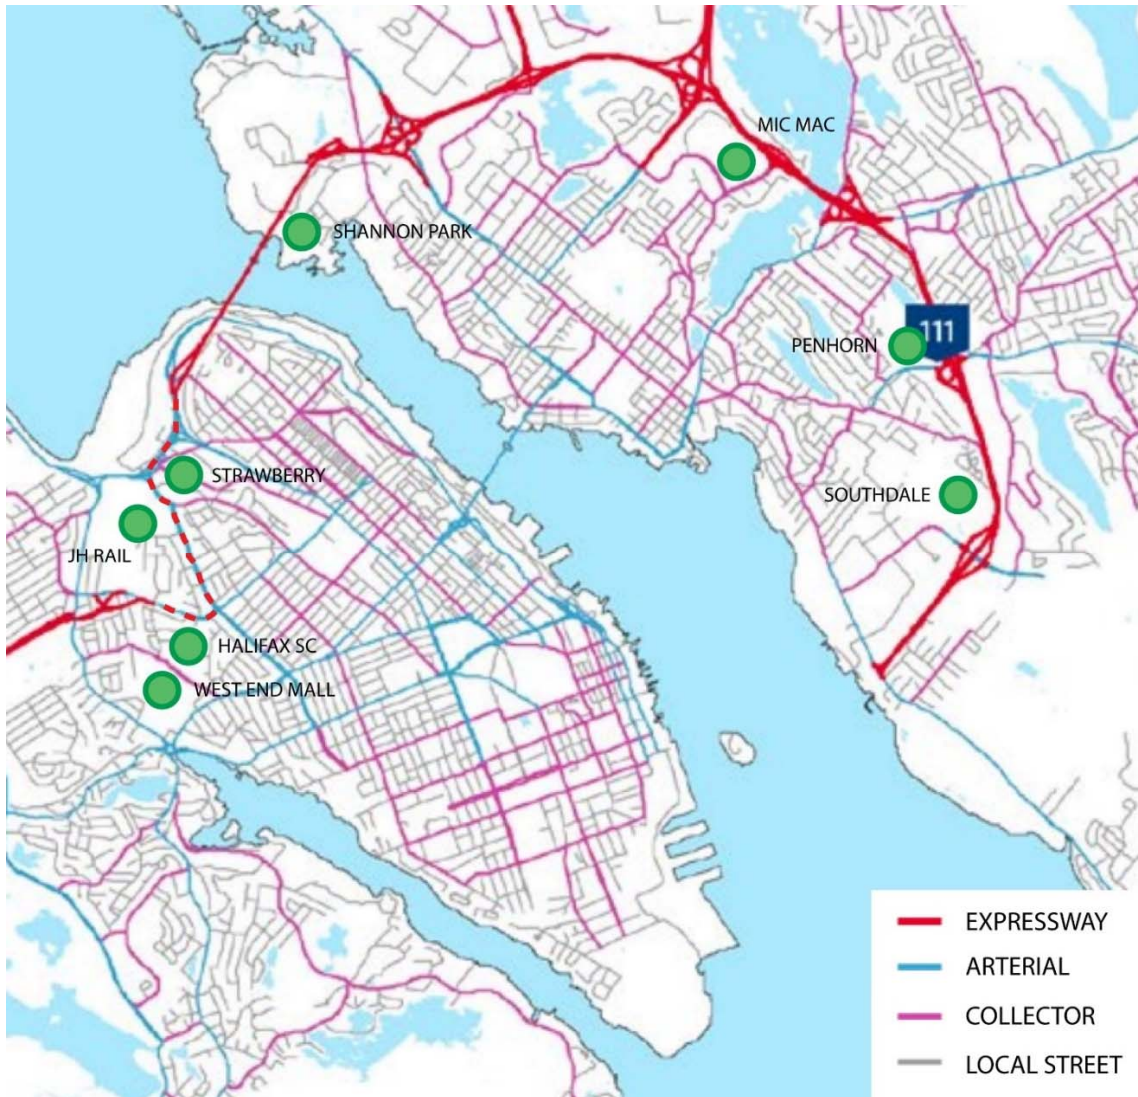 MIC MAC
SHANNON PARK
111
PENHORN
STRAWBERRY
SOUTHDALE
JH RAIL
HALIFAX SC
WEST END MALL
EXPRESSWAY
ARTERIAL
COLLECTOR
LOCAL STREET